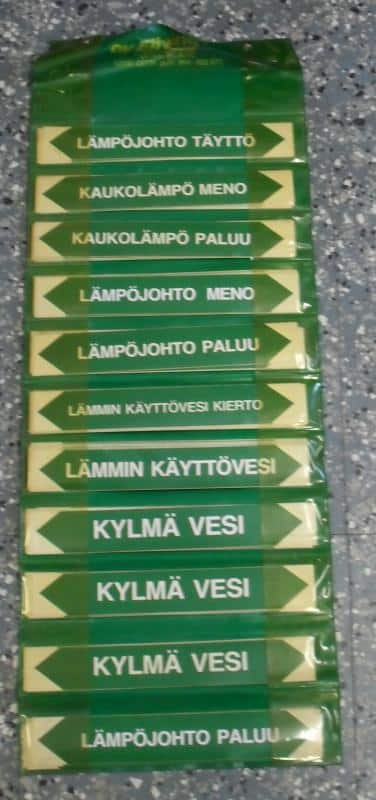 LÄMPÖJOHTO TÄYTTÖ
KAUKOLÄMPÖ MENO
KAUKOLÄMPÖ PALUU
LÄMPÖJOHTO MENO
LÄMPÖJOHTO PALUU
LÄMMIN KÄYTTÖVESI KIERTO
LÄMMIN KÄYTTÖVESI
KYLMÄ VESI
KYLMÄ VESI
KYLMÄ VESI
LÄMPÖJOHTO PALUU